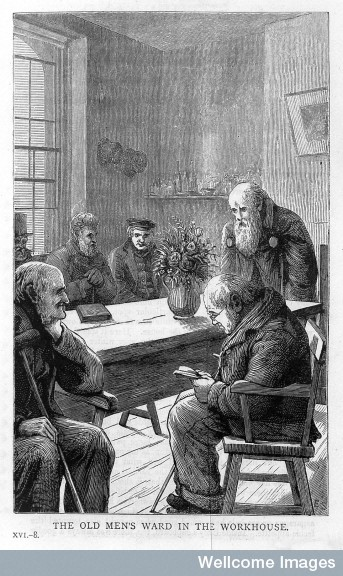 THE OLD MEN'S WARD IN THE WORKHOUSE.
XVI.—8.
Wellcome Images